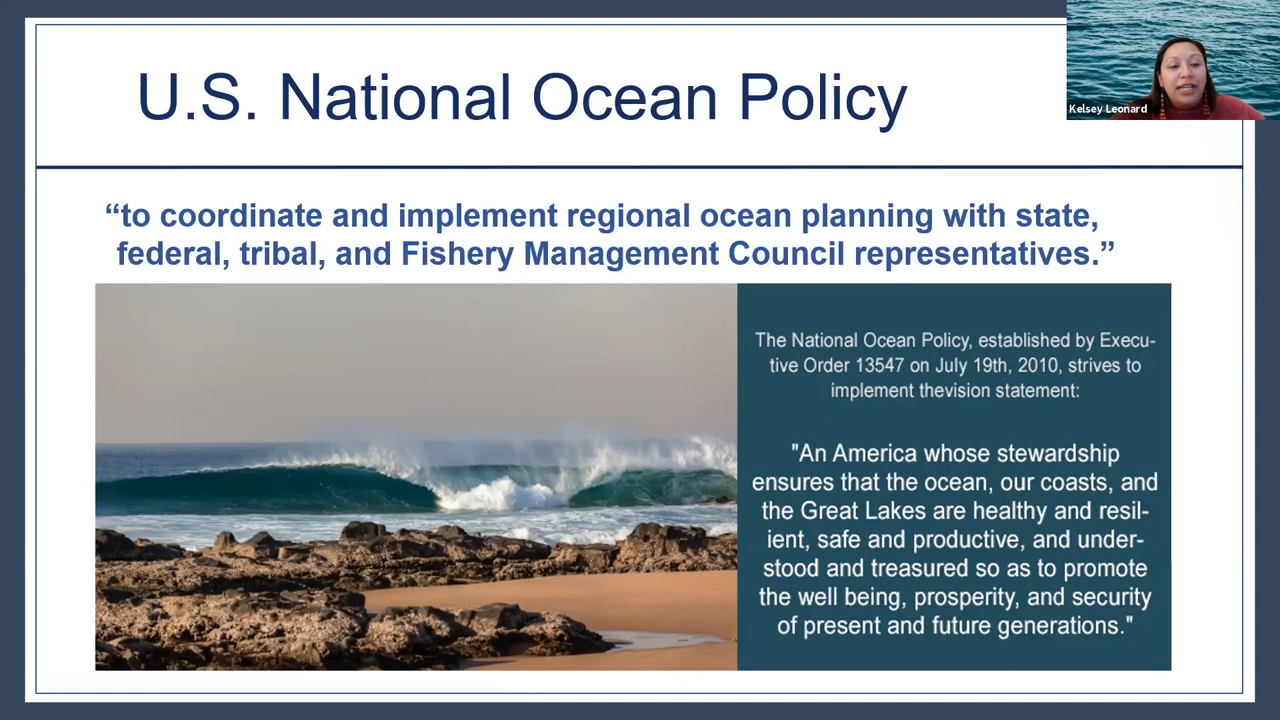 U.S. National Ocean Policy
Kelsey Leonard
“to coordinate and implement regional ocean planning with state,
federal, tribal, and Fishery Management Council representatives.”
The National Ocean Policy, established by Execu-
tive Order 13547 on July 19th, 2010, strives to
implement thevision statement:
"An America whose stewardship
ensures that the ocean, our coasts, and
the Great Lakes are healthy and resil-
ient, safe and productive, and under-
stood and treasured so as to promote
the well being, prosperity, and security
of present and future generations."